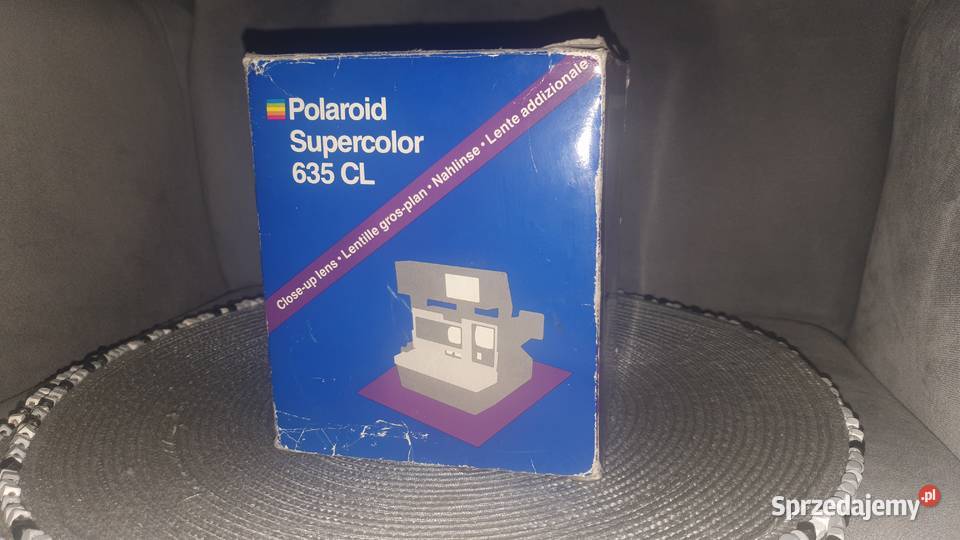 Polaroid
Supercolor
635 CL
Close-up lens • Lentille gros-plan • Nahlinse • Lente addizionale
Sprzedajemy.pl